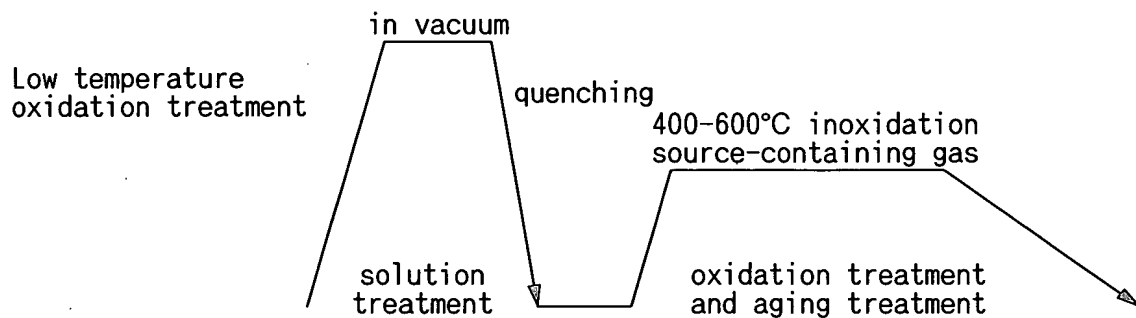 in vacuum
Low temperature
oxidation treatment
quenching
400-600°C inoxidation
source-containing gas
solution
treatment
oxidation treatment
and aging treatment